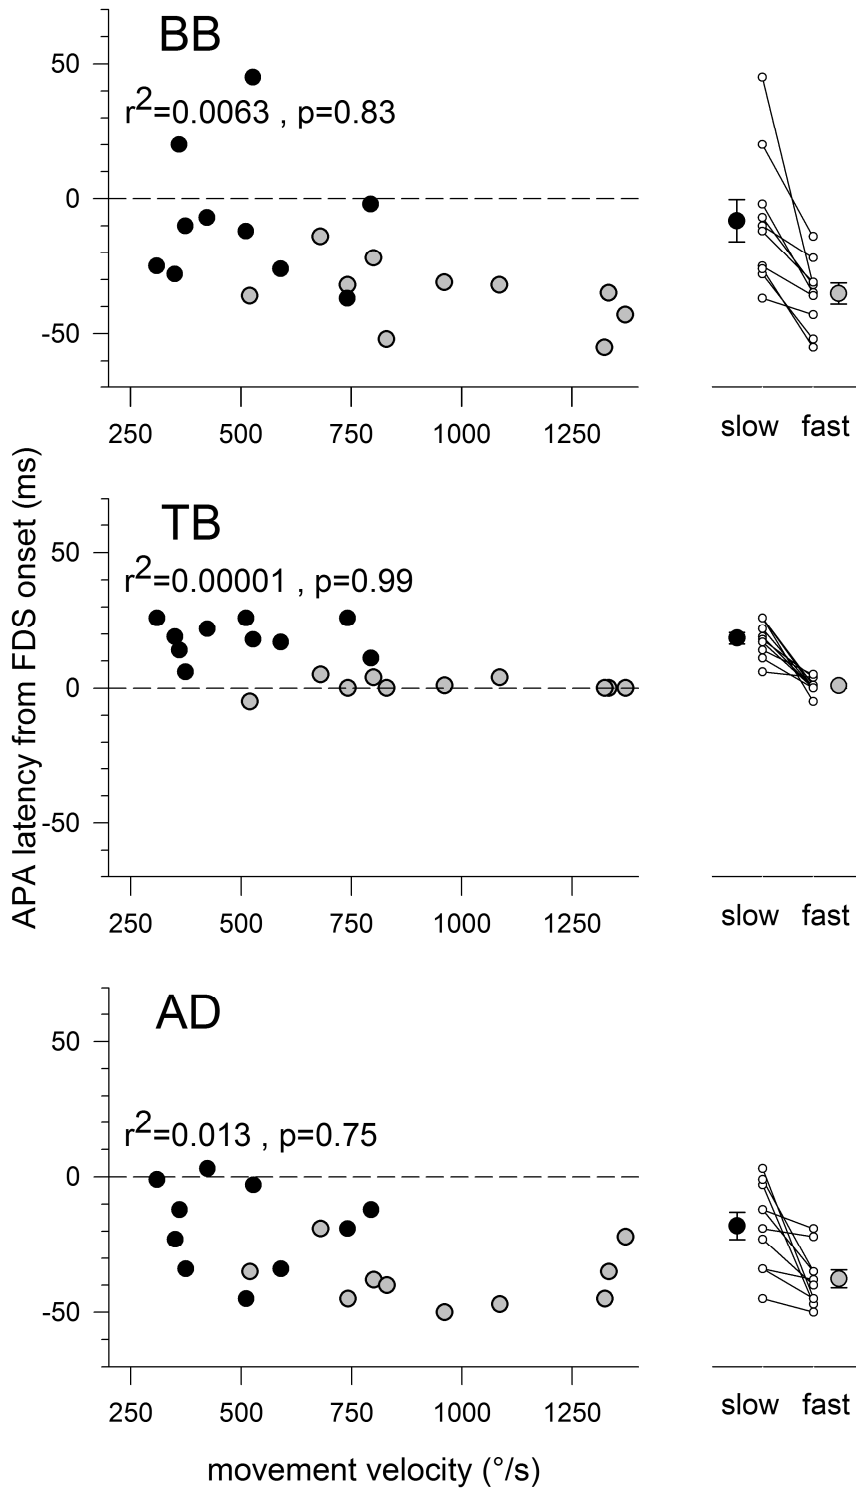 BB
50
r2=0.0063 , p=0.83
0
-50
250 500 750 1000 1250
slow fast
APA latency from FDS onset (ms)
TB
50
r2=0.00001 , p=0.99
0
-50
250 500 750 1000 1250
slow fast
AD
50
r2=0.013 , p=0.75
0
-50
250 500 750 1000 1250
slow fast
movement velocity (°/s)